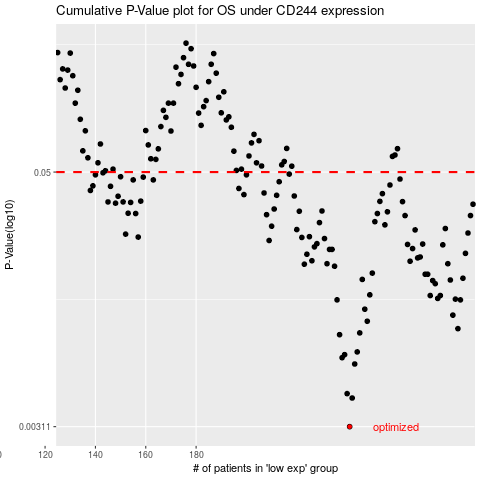 Cumulative P-Value plot for OS under CD244 expression
P-Value(log10)
0.05
0.00311
optimized
0 120 140 160 180
# of patients in 'low exp' group